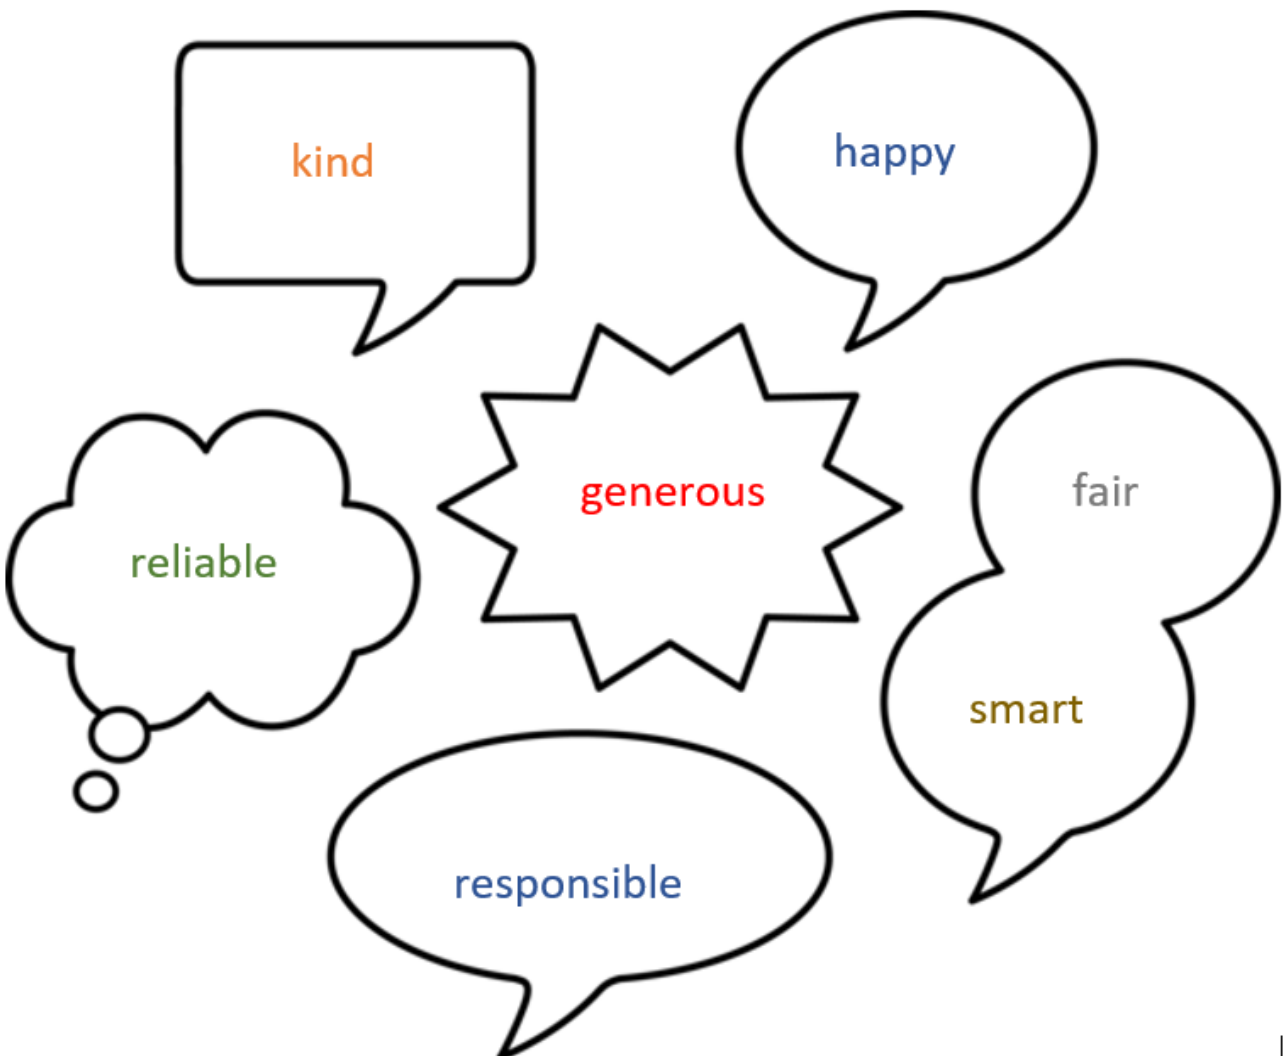 kind
happy
generous
fair
reliable
smart
responsible